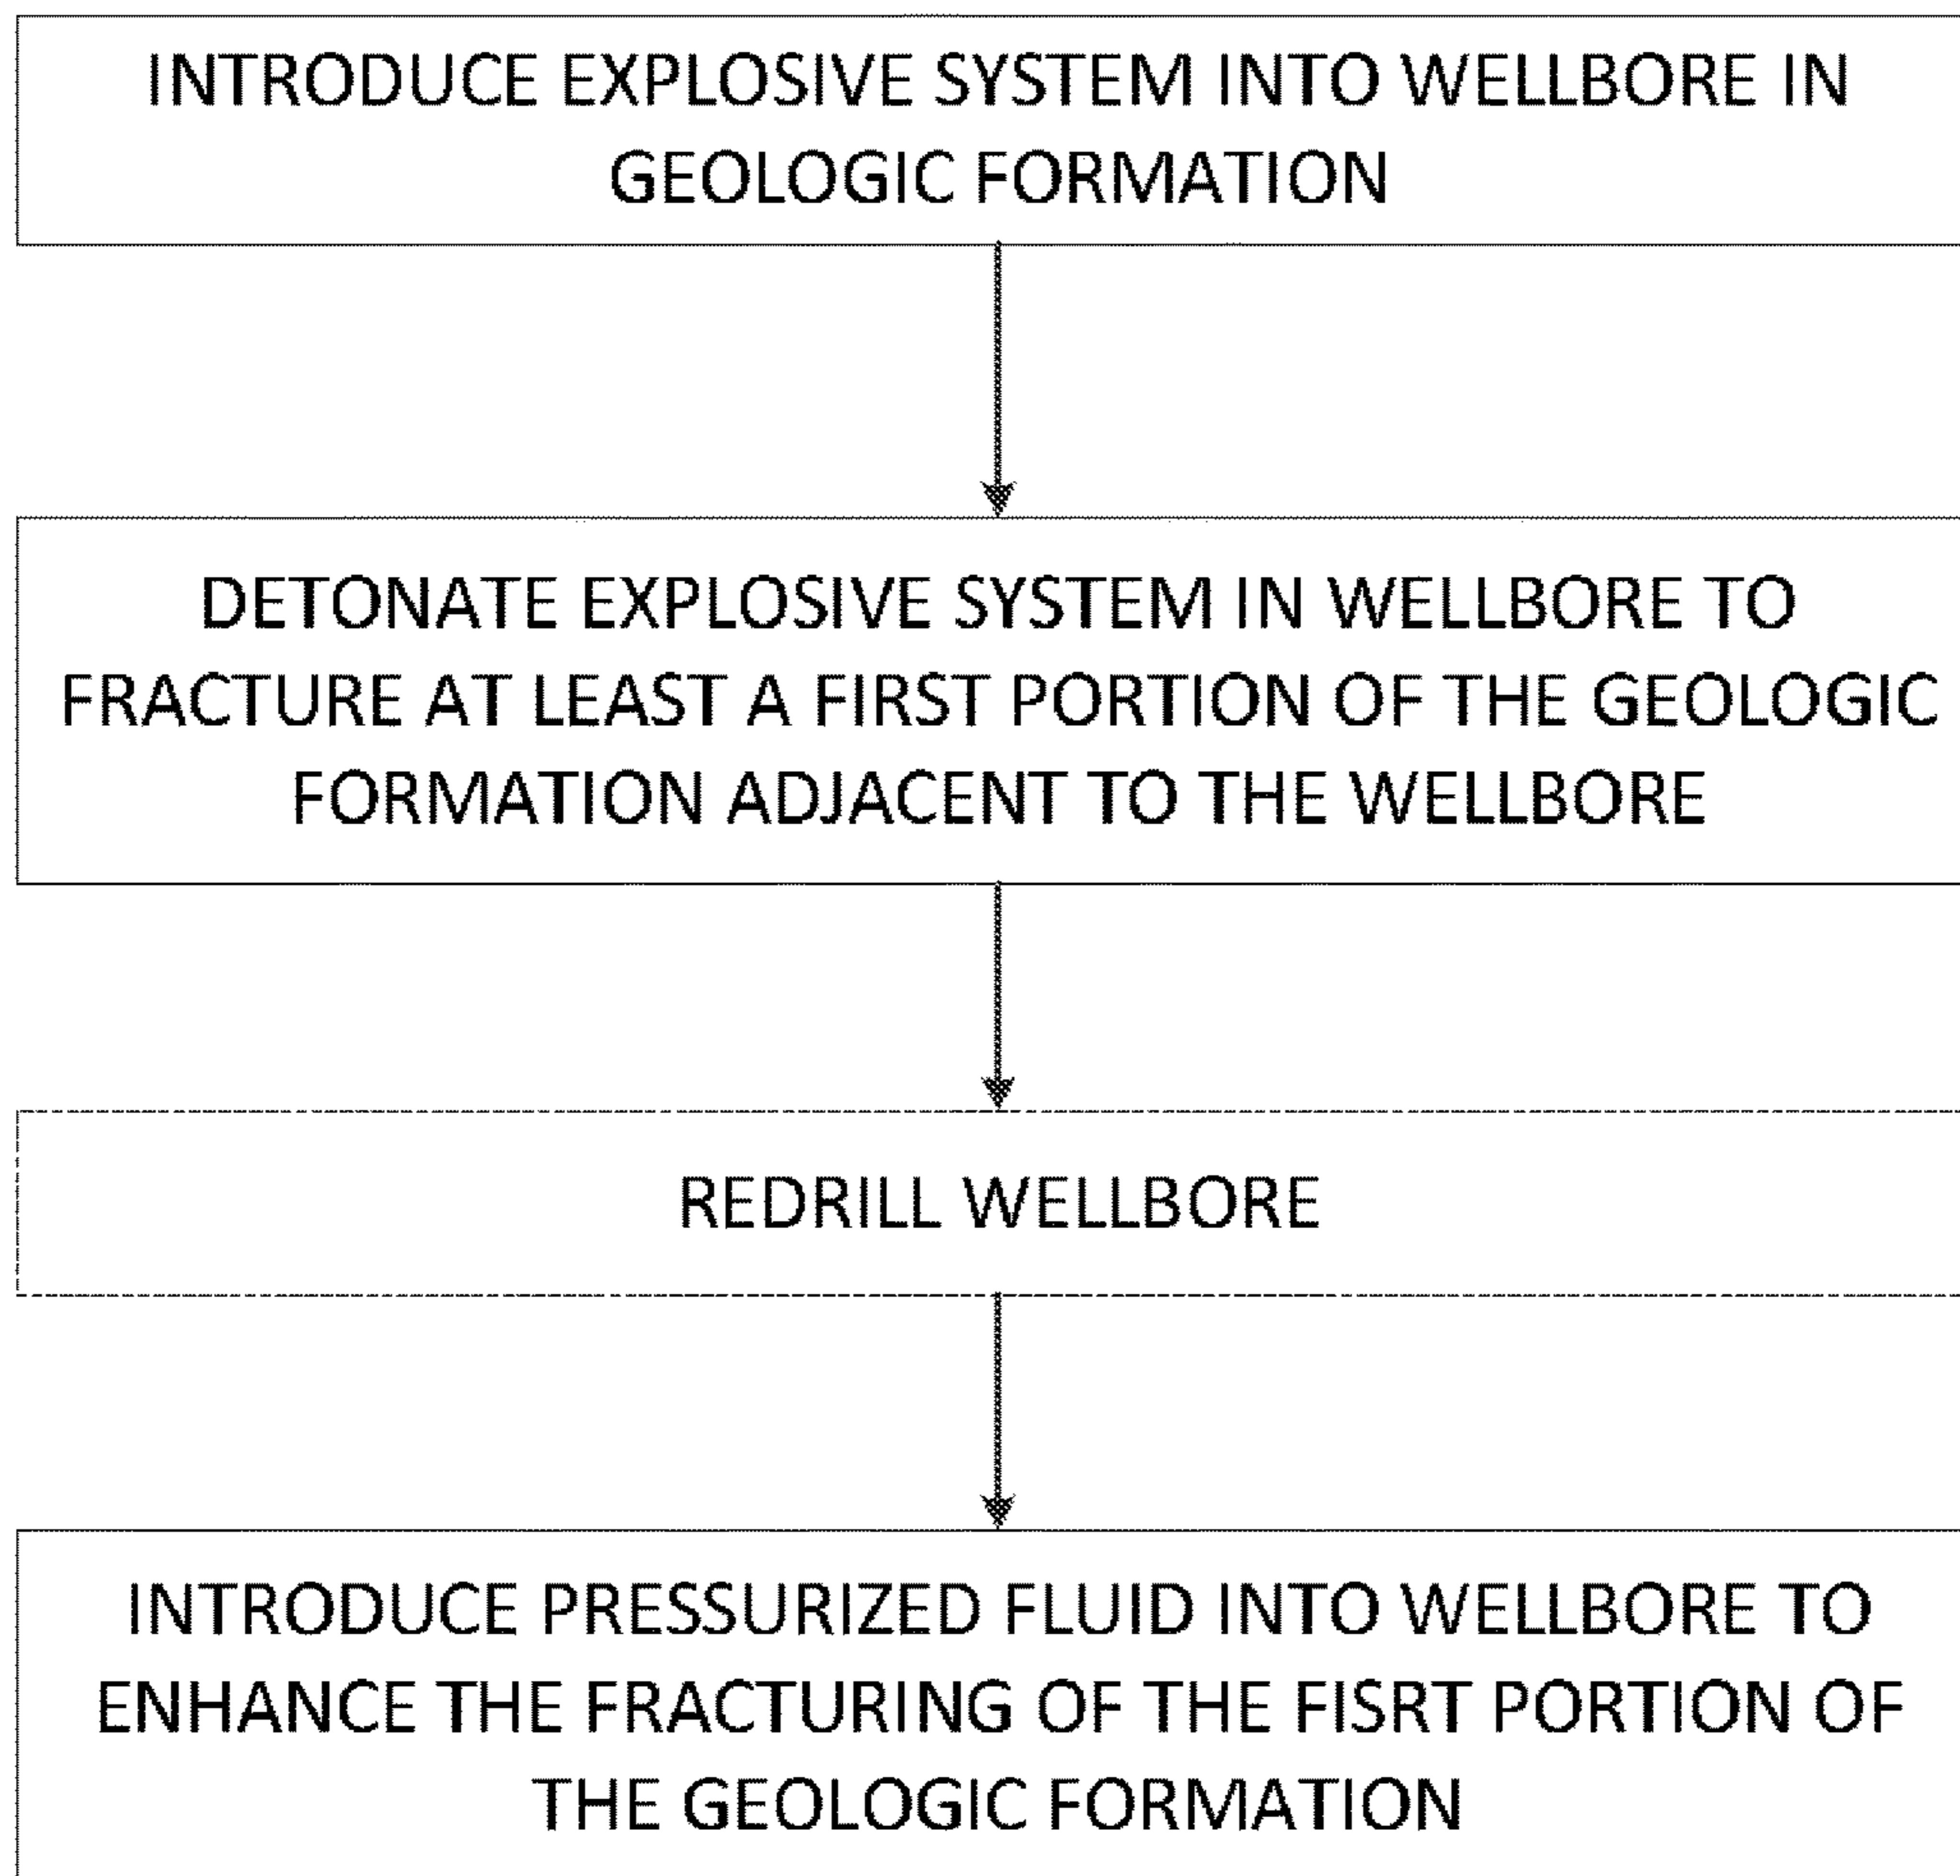 INTRODUCE EXPLOSIVE SYSTEM INTO WELLBORE IN
GEOLOGIC FORMATION
DETONATE EXPLOSIVE SYSTEM IN WELLBORE TO
FRACTURE AT LEAST A FIRST PORTION OF THE GEOLOGIC
FORMATION ADJACENT TO THE WELLBORE
REDRILL WELLBORE
INTRODUCE PRESSURIZED FLUID INTO WELLBORE TO
ENHANCE THE FRACTURING OF THE FISRT PORTION OF
THE GEOLOGIC FORMATION